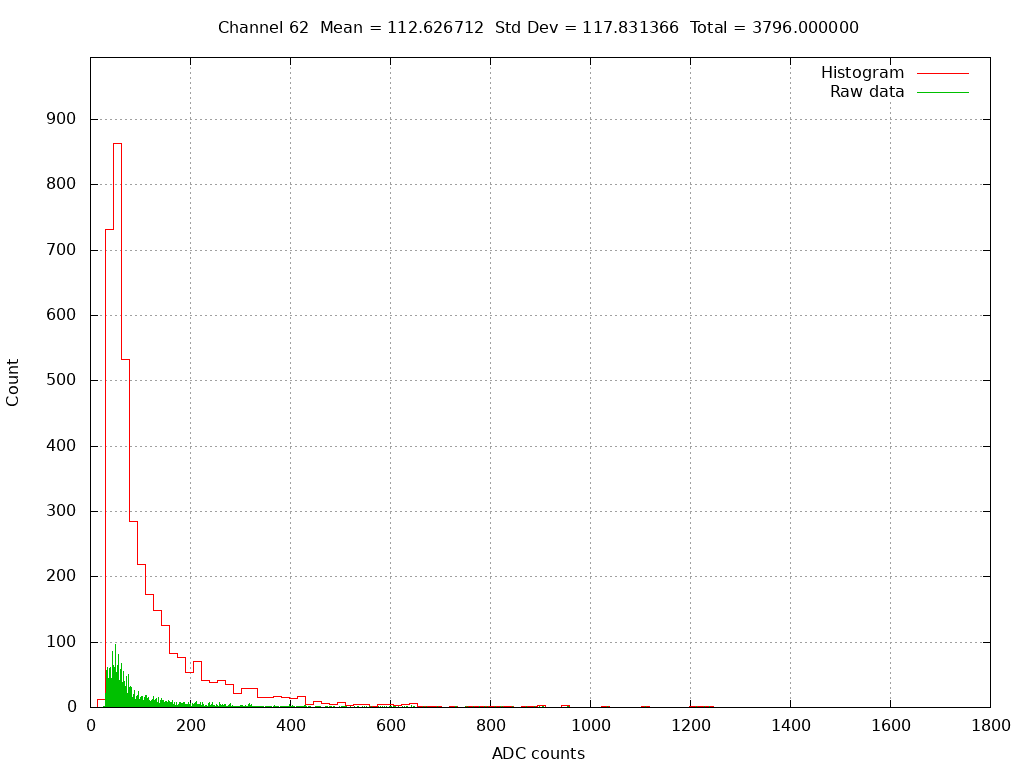 Channel 62  Mean = 112.626712  Std Dev = 117.831366  Total = 3796.000000
Histogram
Raw data
900
800
700
600
500
400
300
200
100
0
Count
0 200 400 600 800 1000 1200 1400 1600 1800
ADC counts